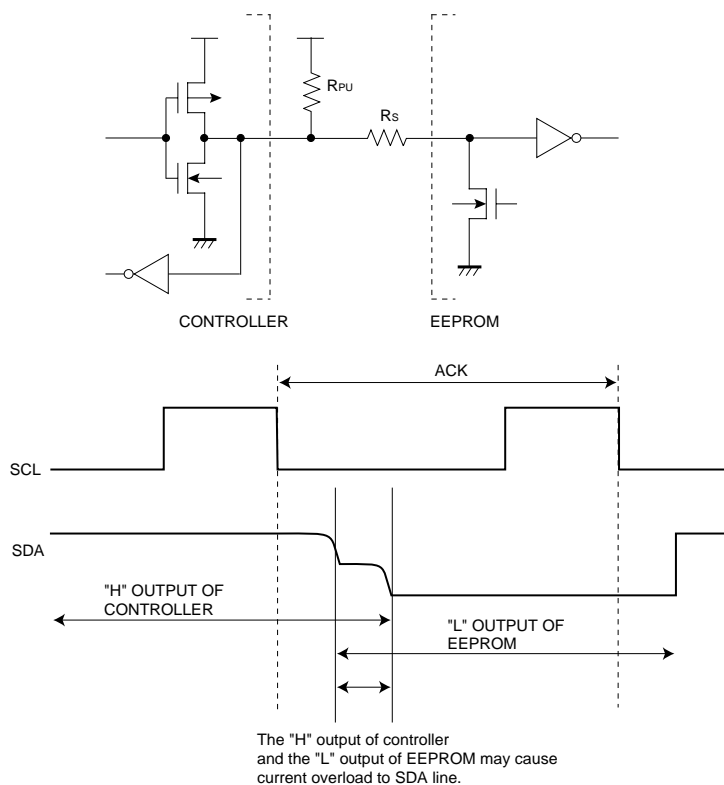 RPU
RS
CONTROLLER
EEPROM
ACK
SCL
SDA
"H" OUTPUT OF
CONTROLLER
"L" OUTPUT OF
EEPROM
The "H" output of controller
and the "L" output of EEPROM may cause
current overload to SDA line.